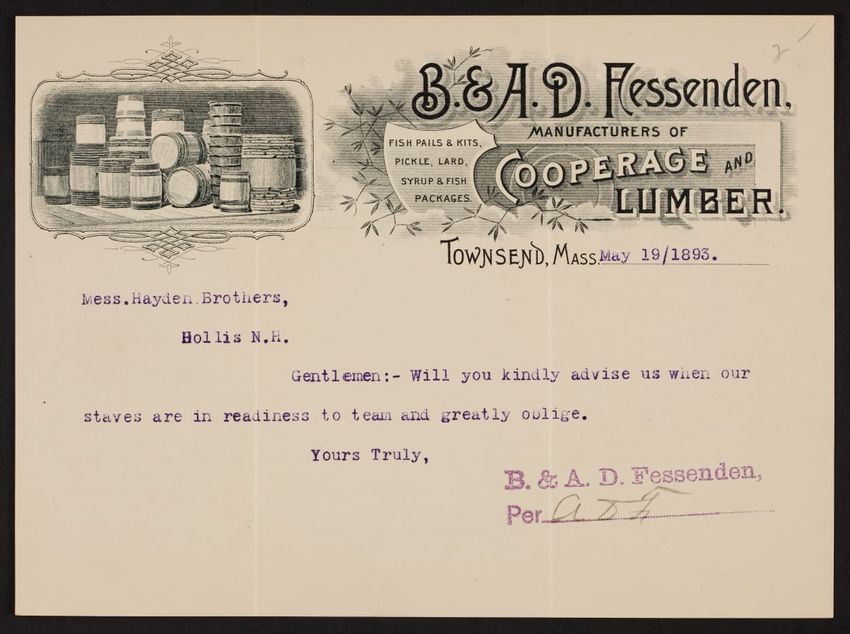 2
B. & A. D. Fessenden,
MANUFACTURERS OF
COOPERAGE AND
LUMBER.
FISH PAILS & KITS,
PICKLE, LARD,
SYRUP & FISH
PACKAGES.
TOWNSEND, MASS. May 19/1893.
Mess. Hayden Brothers,
Hollis N.H.
Gentlemen:- Will you kindly advise us when our
staves are in readiness to team and greatly oblige.
Yours Truly,
B. & A. D. Fessenden,
Per A D F